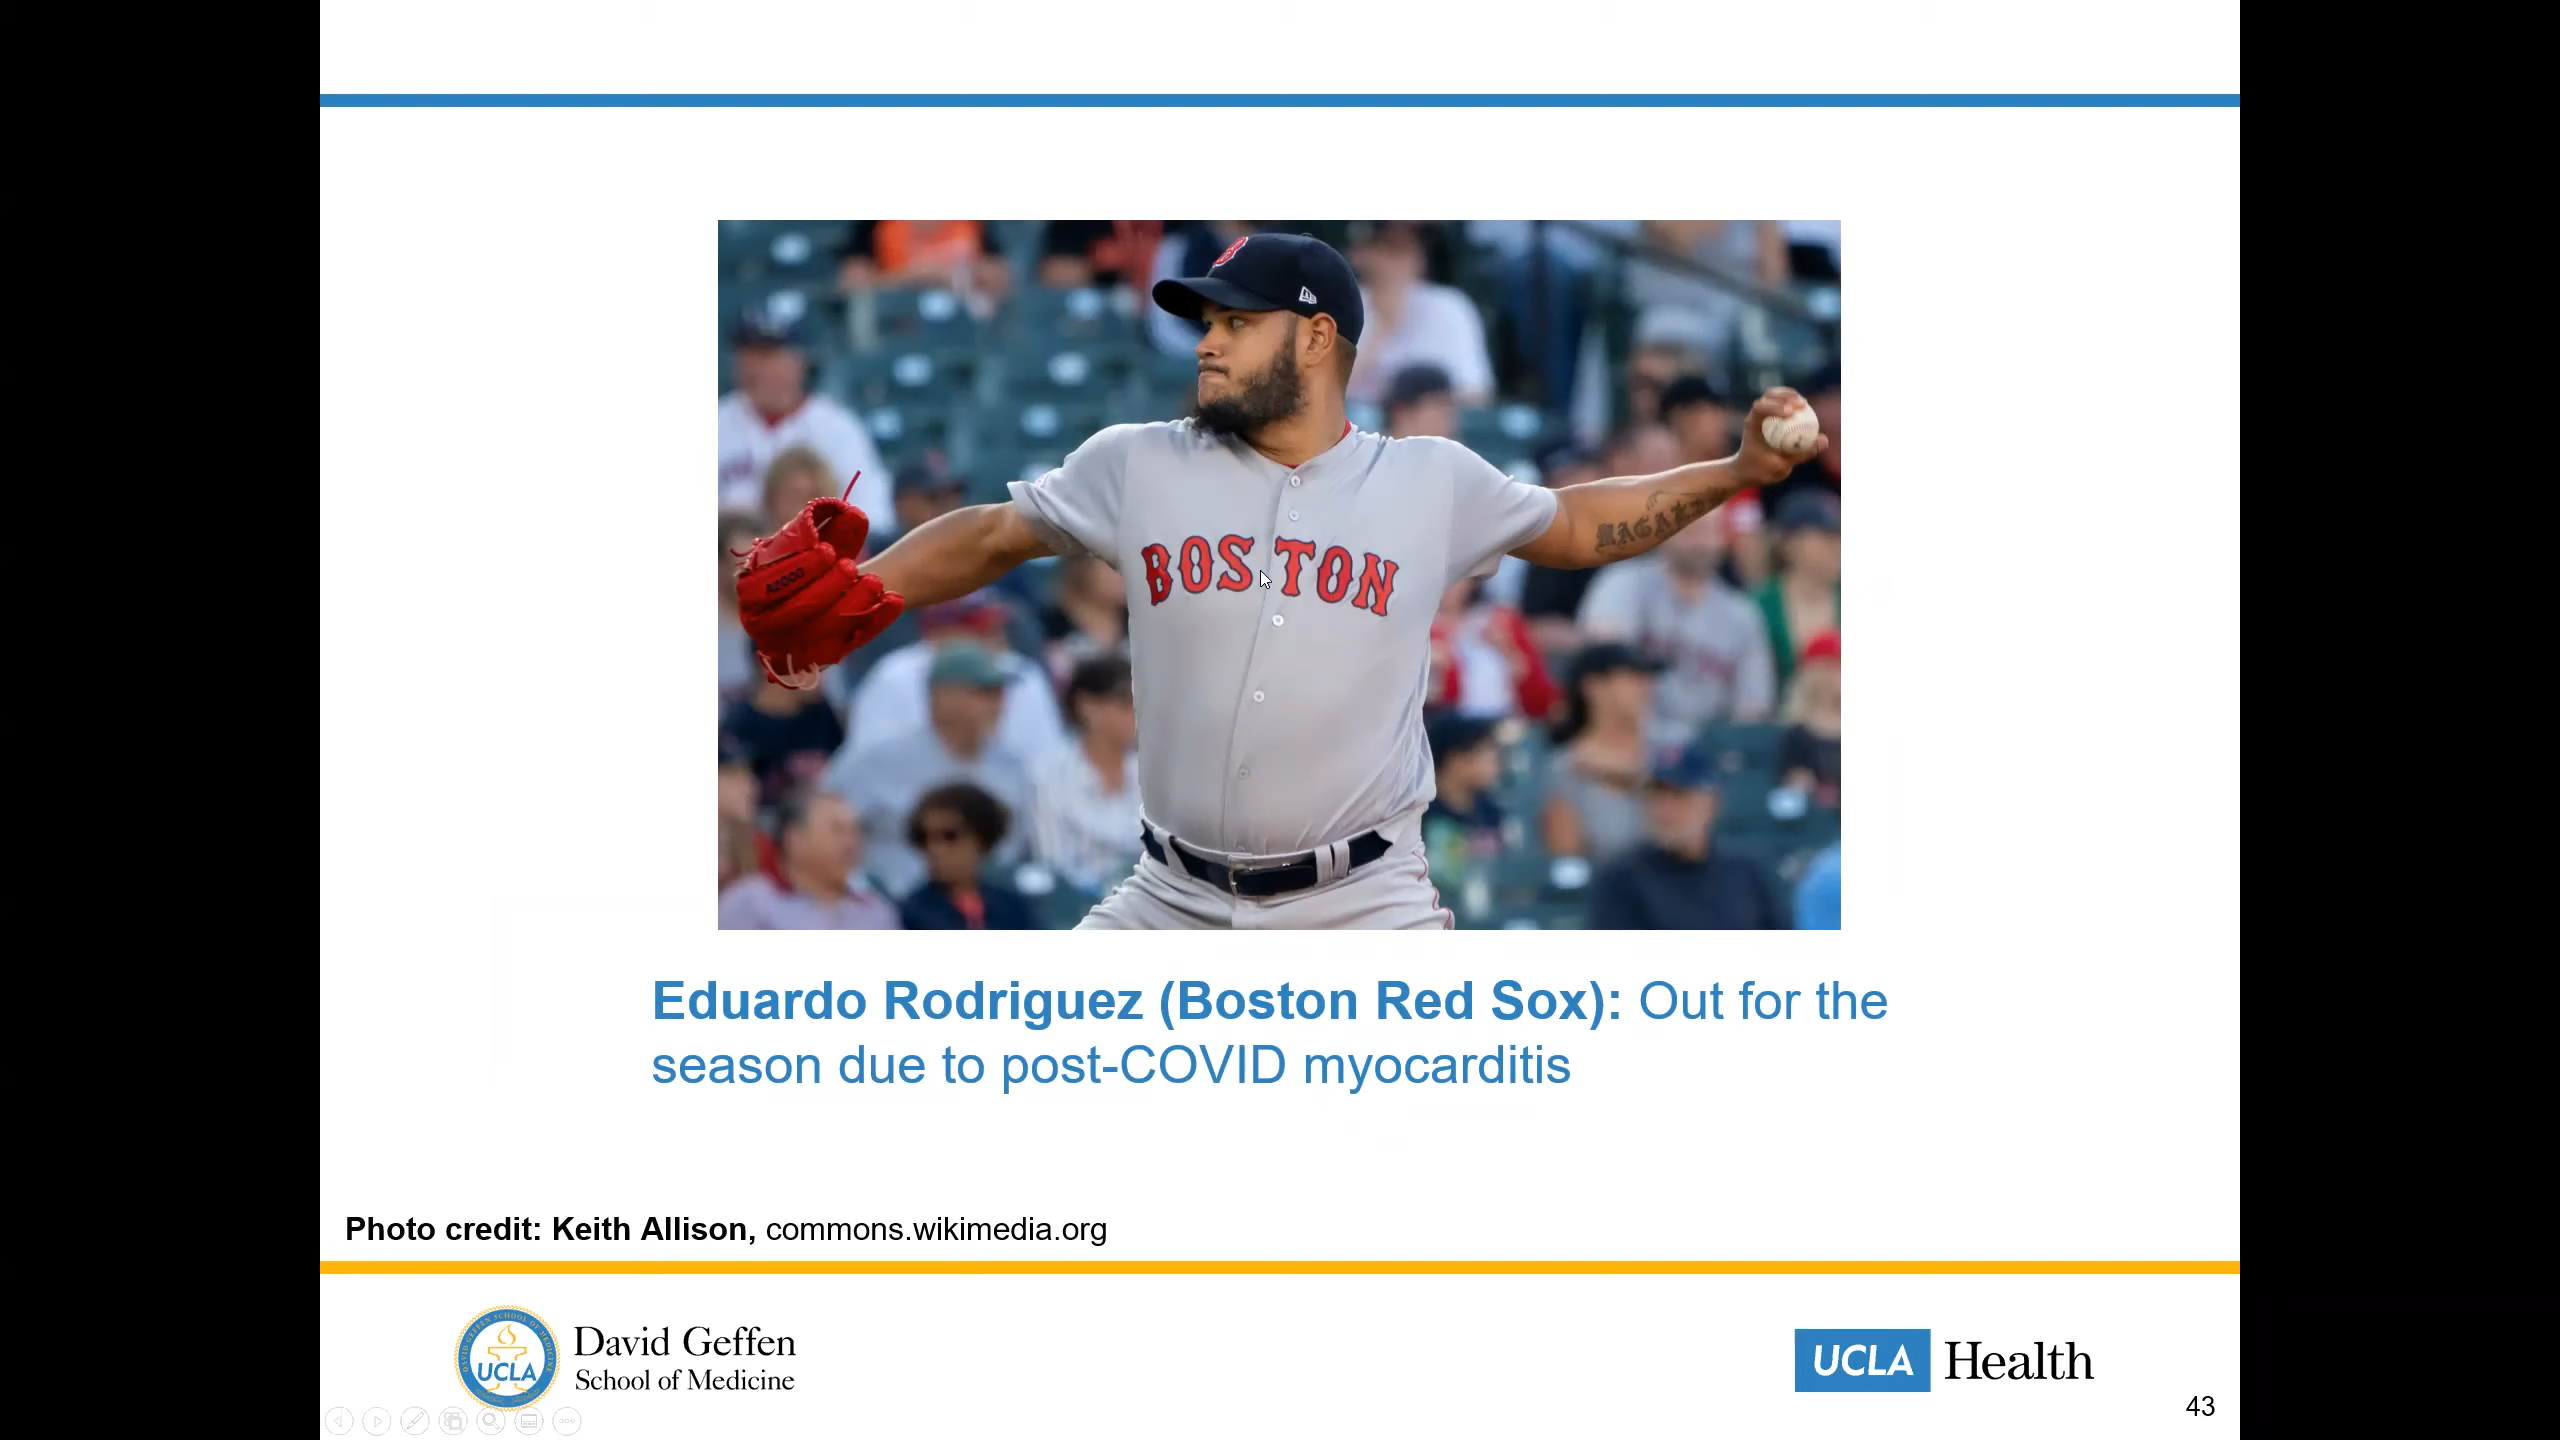 B
BOSTON
A2000
Eduardo Rodriguez (Boston Red Sox): Out for the
season due to post-COVID myocarditis
Photo credit: Keith Allison, commons.wikimedia.org
UCLA
David Geffen
School of Medicine
UCLA Health
43